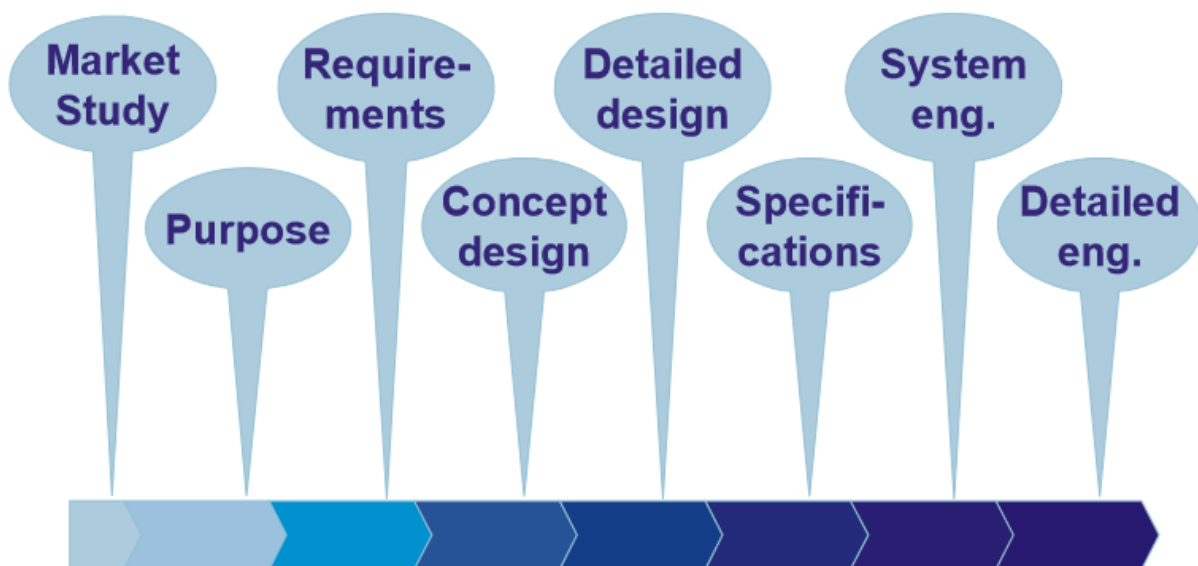 Market
Study
Purpose
Require-
ments
Concept
design
Detailed
design
Specifi-
cations
System
eng.
Detailed
eng.